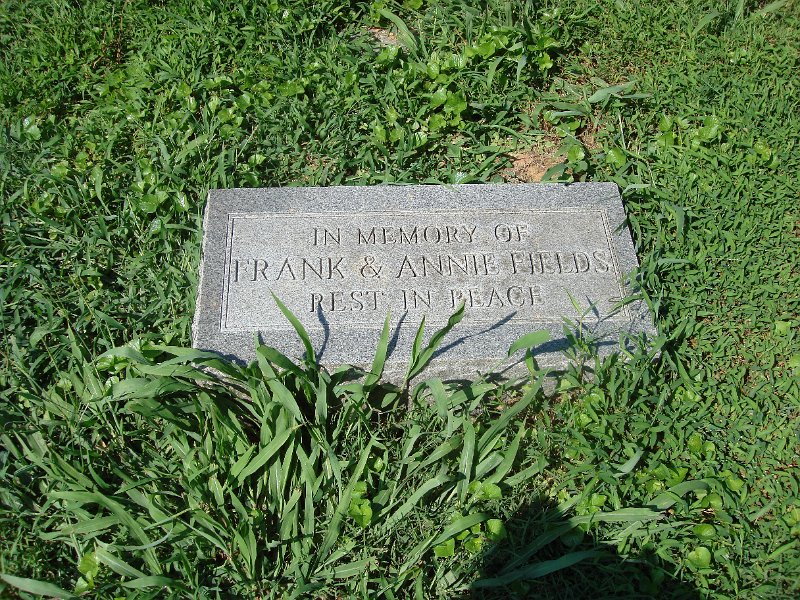 IN MEMORY OF
FRANK & ANNIE FIELDS
REST IN PEACE